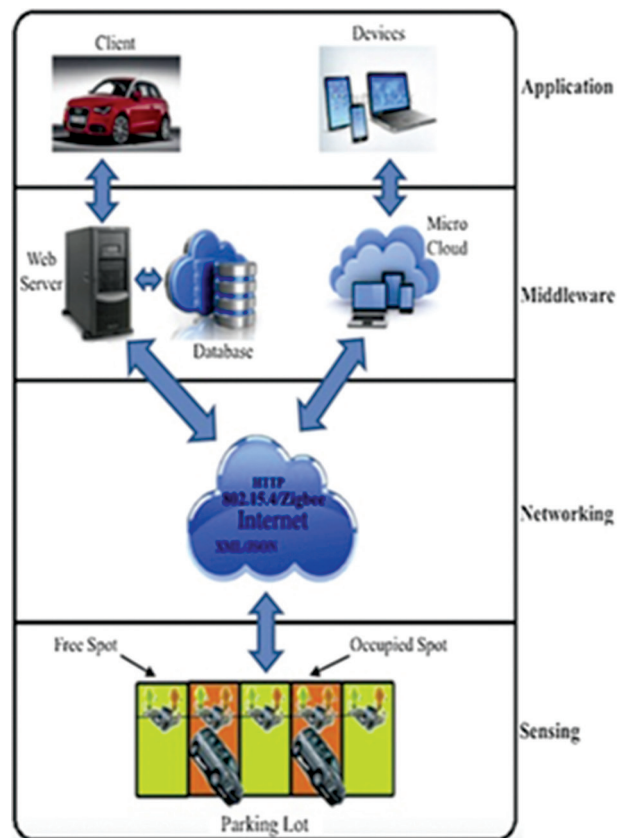 Client
Devices
Application
Web
Server
Database
Micro
Cloud
Middleware
HTTP
802.15.4/Zigbee
Internet
XML/JSON
Networking
Free Spot
Occupied Spot
Sensing
Parking Lot